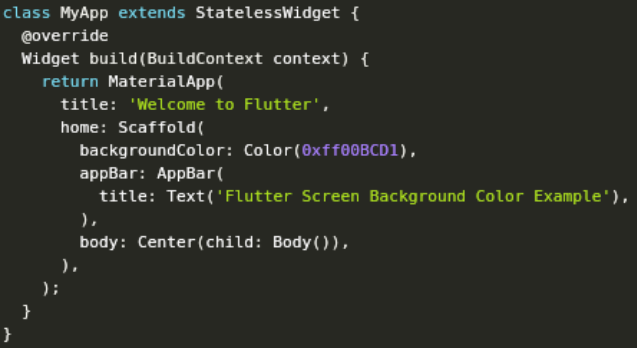 class MyApp extends StatelessWidget {
  @override
  Widget build(BuildContext context) {
    return MaterialApp(
      title: 'Welcome to Flutter',
      home: Scaffold(
        backgroundColor: Color(0xff00BCD1),
        appBar: AppBar(
          title: Text('Flutter Screen Background Color Example'),
        ),
        body: Center(child: Body()),
      ),
    );
  }
}